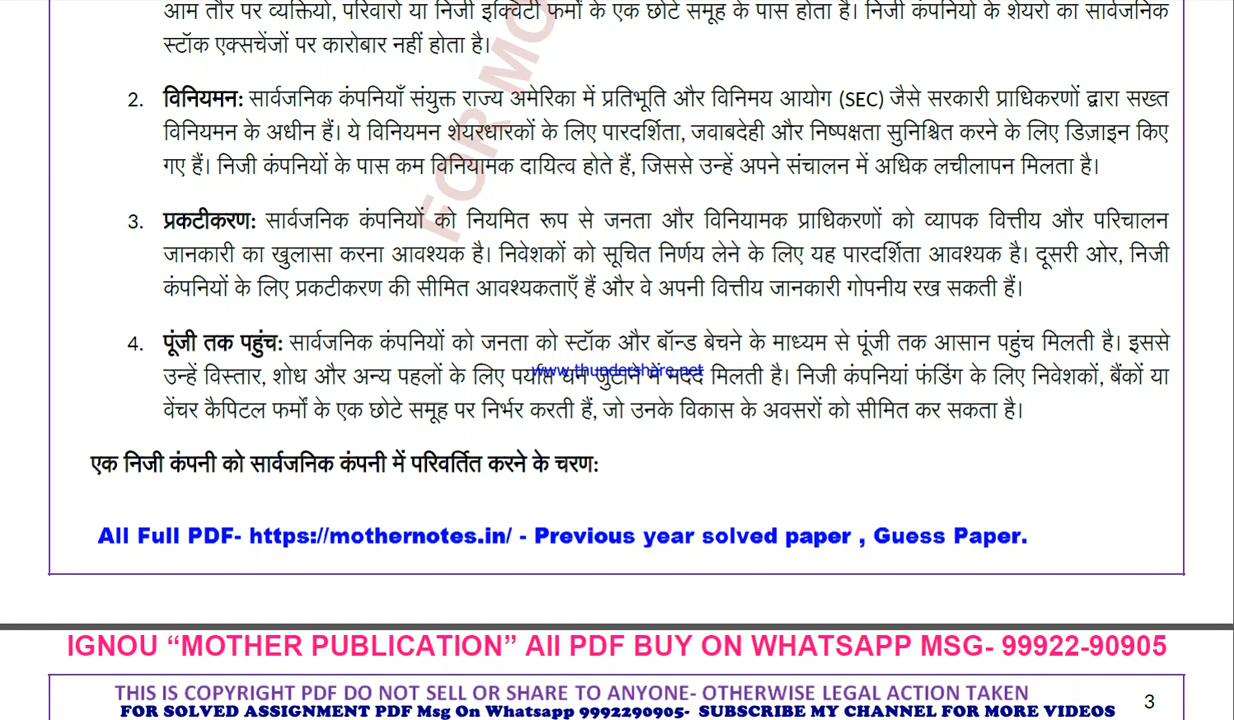 आम तौर पर व्यक्तियों, परिवारों या निजी इक्विटी फर्मों के एक छोटे समूह के पास होता है। निजी कंपनियों के शेयरों का सार्वजनिक
स्टॉक एक्सचेंजों पर कारोबार नहीं होता है।
2. विनियमन: सार्वजनिक कंपनियाँ संयुक्त राज्य अमेरिका में प्रतिभूति और विनिमय आयोग (SEC) जैसे सरकारी प्राधिकरणों द्वारा सख्त
विनियमन के अधीन हैं। ये विनियमन शेयरधारकों के लिए पारदर्शिता, जवाबदेही और निष्पक्षता सुनिश्चित करने के लिए डिज़ाइन किए
गए हैं। निजी कंपनियों के पास कम विनियामक दायित्व होते हैं, जिससे उन्हें अपने संचालन में अधिक लचीलापन मिलता है।
3. प्रकटीकरण: सार्वजनिक कंपनियों को नियमित रूप से जनता और विनियामक प्राधिकरणों को व्यापक वित्तीय और परिचालन
जानकारी का खुलासा करना आवश्यक है। निवेशकों को सूचित निर्णय लेने के लिए यह पारदर्शिता आवश्यक है। दूसरी ओर, निजी
कंपनियों के लिए प्रकटीकरण की सीमित आवश्यकताएँ हैं और वे अपनी वित्तीय जानकारी गोपनीय रख सकती हैं।
4. पूंजी तक पहुंच: सार्वजनिक कंपनियों को जनता को स्टॉक और बॉन्ड बेचने के माध्यम से पूंजी तक आसान पहुंच मिलती है। इससे
उन्हें विस्तार, शोध और अन्य पहलों के लिए पर्याप्त धन जुटाने में मदद मिलती है। निजी कंपनियां फंडिंग के लिए निवेशकों, बैंकों या
www.thundershare.net
वेंचर कैपिटल फर्मों के एक छोटे समूह पर निर्भर करती हैं, जो उनके विकास के अवसरों को सीमित कर सकता है।
एक निजी कंपनी को सार्वजनिक कंपनी में परिवर्तित करने के चरण:
All Full PDF- https://mothernotes.in/ - Previous year solved paper , Guess Paper.
FOR MO
IGNOU “MOTHER PUBLICATION” All PDF BUY ON WHATSAPP MSG- 99922-90905
THIS IS COPYRIGHT PDF DO NOT SELL OR SHARE TO ANYONE- OTHERWISE LEGAL ACTION TAKEN
3
FOR SOLVED ASSIGNMENT PDF Msg On Whatsapp 9992290905- SUBSCRIBE MY CHANNEL FOR MORE VIDEOS